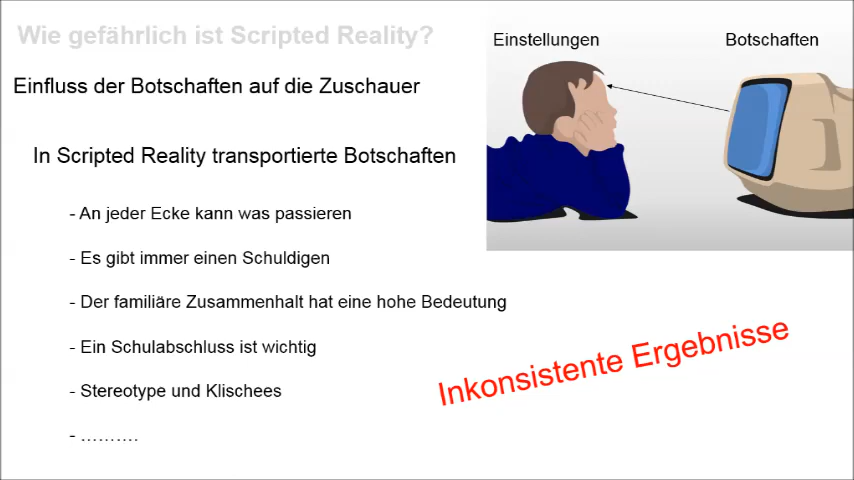 Wie gefährlich ist Scripted Reality?
Einstellungen
Botschaften
Einfluss der Botschaften auf die Zuschauer
In Scripted Reality transportierte Botschaften
- An jeder Ecke kann was passieren
- Es gibt immer einen Schuldigen
- Der familiäre Zusammenhalt hat eine hohe Bedeutung
- Ein Schulabschluss ist wichtig
- Stereotype und Klischees
- ……….
Inkonsistente Ergebnisse